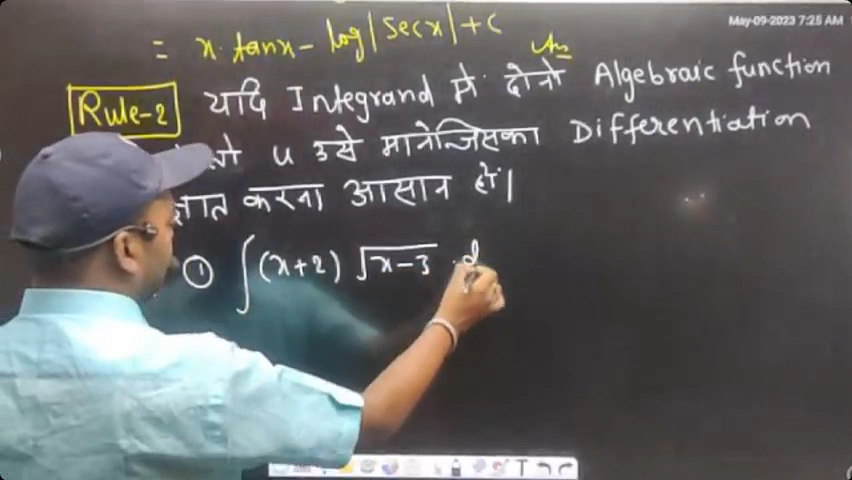 May-09-2023 7:25 AM
= x. tanx - log|Secx| + c
Ans
Rule-2 यदि Integrand मे दोनो Algebraic function
u उसे मानेन्जिसका Differentiation
ज्ञात करना आसान हो।
① ∫(x+2) √x-3 . d